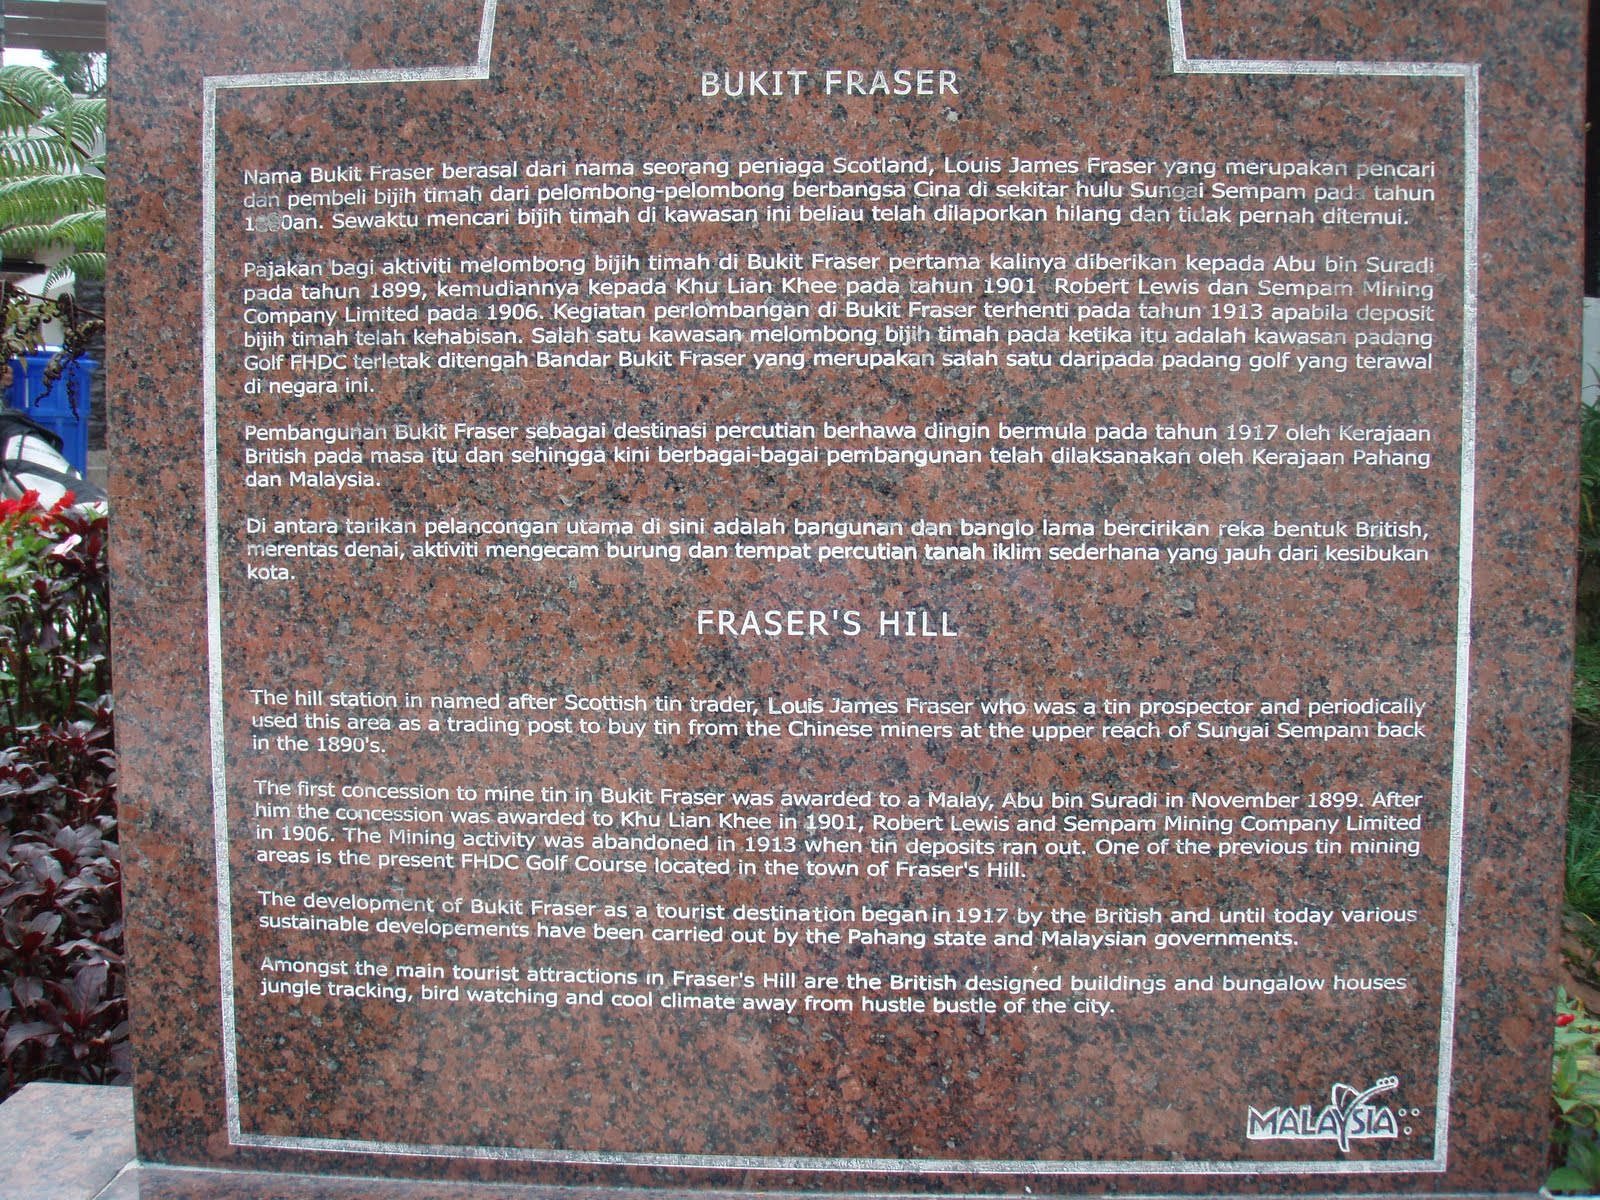 BUKIT FRASER
Nama Bukit Fraser berasal dari nama seorang peniaga Scotland, Louis James Fraser yang merupakan pencari
dan pembeli bijih timah dari pelombong-pelombong berbangsa Cina di sekitar hulu Sungai Sempam pada tahun
Sewaktu mencari bijih timah di kawasan ini beliau telah dilaporkan hilang dan tidak pernah ditemui.
Pajakan bagi aktiviti melombong bijih timah di Bukit Fraser pertama kalinya diberikan kepada Abu bin Suradi
pada tahun 1899, kemudiannya kepada Khu Lian Khee pada tahun 1901 Robert Lewis dan Sempam Mining
Company Limited pada 1906. Kegiatan perlombangan di Bukit Fraser terhenti pada tahun 1913 apabila deposit
bijih timah telah kehabisan. Salah satu kawasan melombong bijih timah pada ketika itu adalah kawasan padang
Golf FHDC terletak ditengah Bandar Bukit Fraser yang merupakan salah satu daripada padang golf yang terawal
di negara ini.
Pembangunan Bukit Fraser sebagai destinasi percutian berhawa dingin bermula pada tahun 1917 oleh Kerajaan
British pada masa itu dan sehingga kini berbagai-bagai pembangunan telah dilaksanakan oleh Kerajaan Pahang
dan Malaysia.
Di antara tarikan pelancongan utama di sini adalah bangunan dan banglo lama bercirikan reka bentuk British,
merentas denai, aktiviti mengecam burung dan tempat percutian tanah iklim sederhana yang jauh dari kesibukan
kota.
FRASER'S HILL
The hill station in named after Scottish tin trader, Louis James Fraser who was a tin prospector and periodically
used this area as a trading post to buy tin from the Chinese miners at the upper reach of Sungai Sempam back
in the 1890's.
The first concession to mine tin in Bukit Fraser was awarded to a Malay, Abu bin Suradi in November 1899. After
him the concession was awarded to Khu Lian Khee in 1901, Robert Lewis and Sempam Mining Company Limited
in 1906. The Mining activity was abandoned in 1913 when tin deposits ran out. One of the previous tin mining
areas is the present FHDC Golf Course located in the town of Fraser's Hill.
The development of Bukit Fraser as a tourist destination began in 1917 by the British and until today various
sustainable developements have been carried out by the Pahang state and Malaysian governments.
Amongst the main tourist attractions in Fraser's Hill are the British designed buildings and bungalow houses
jungle tracking, bird watching and cool climate away from hustle bustle of the city.
MALAYSIA